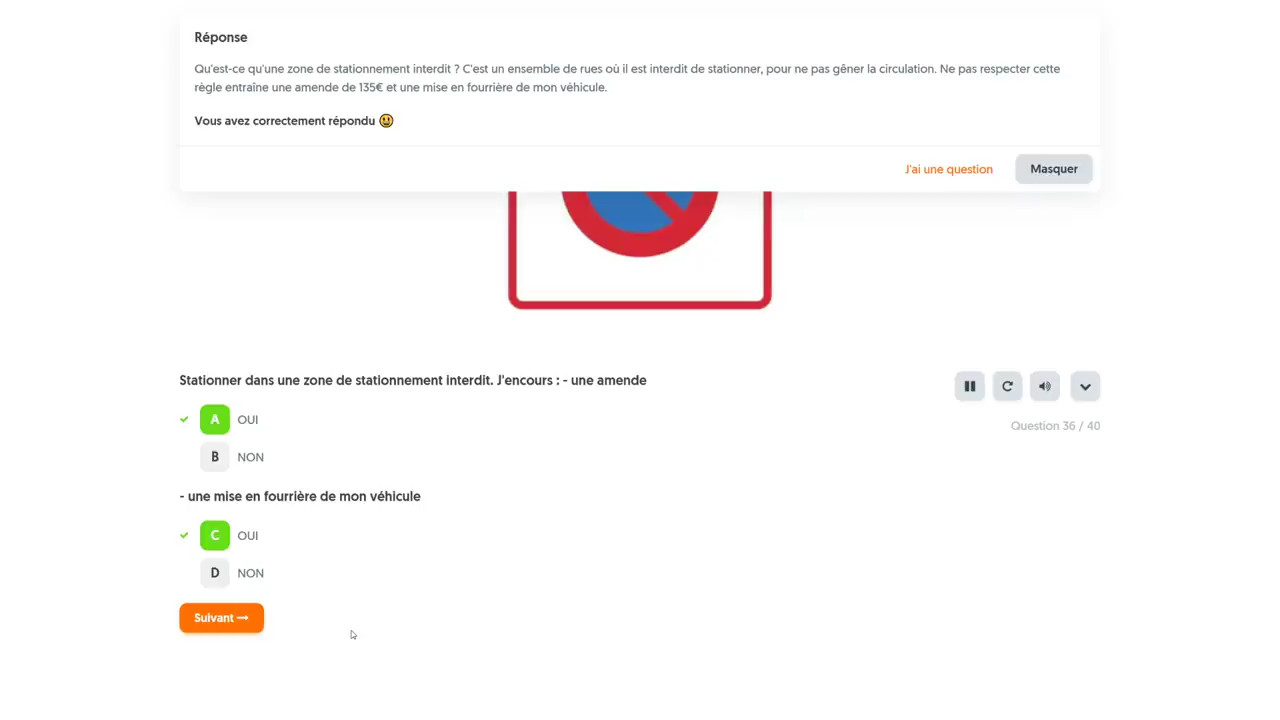 Réponse
Qu'est-ce qu'une zone de stationnement interdit ? C'est un ensemble de rues où il est interdit de stationner, pour ne pas gêner la circulation. Ne pas respecter cette
règle entraîne une amende de 135€ et une mise en fourrière de mon véhicule.
Vous avez correctement répondu 😃
J'ai une question
Masquer
Stationner dans une zone de stationnement interdit. J'encours : - une amende
A OUI
B NON
Question 36 / 40
- une mise en fourrière de mon véhicule
C OUI
D NON
Suivant →